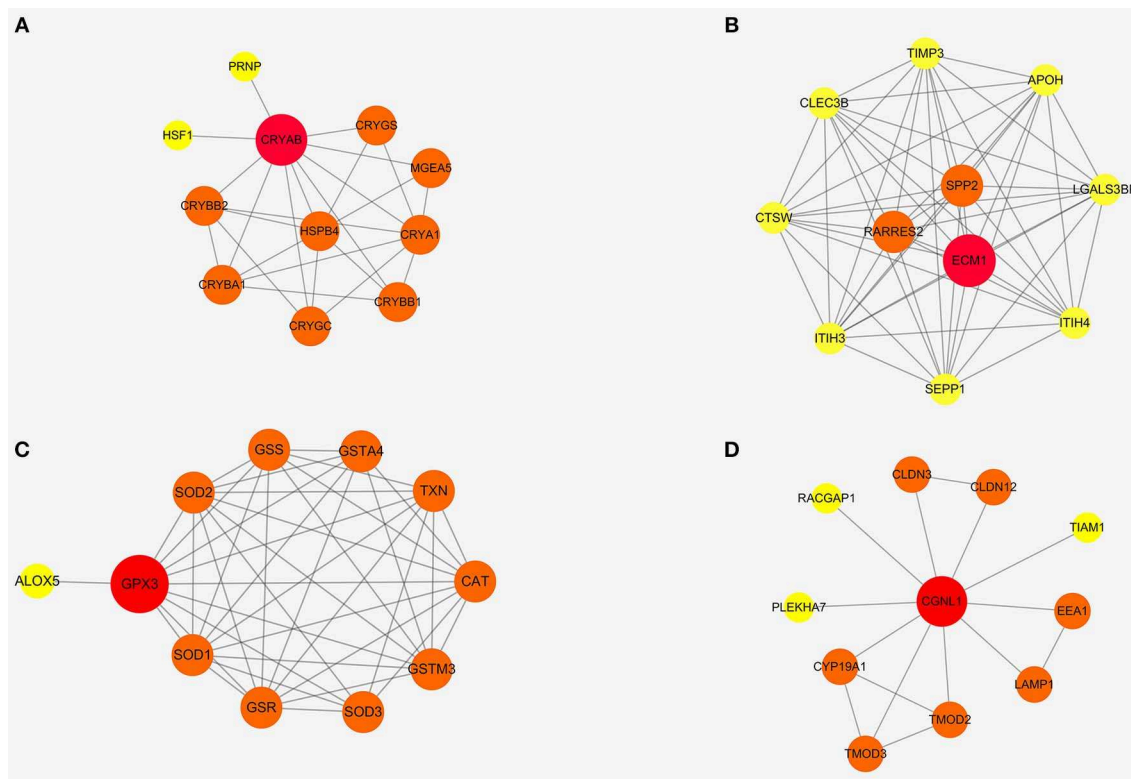 A
PRNP
HSF1
CRYAB
CRYGS
MGEA5
CRYBB2
HSPB4
CRYA1
CRYBA1
CRYBB1
CRYGC
B
TIMP3
APOH
CLEC3B
SPP2
LGALS3BP
CTSW
RARRES2
ECM1
ITIH4
ITIH3
SEPP1
C
GSS
GSTA4
SOD2
TXN
ALOX5
GPX3
CAT
SOD1
GSTM3
GSR
SOD3
D
CLDN3
CLDN12
RACGAP1
TIAM1
PLEKHA7
CGNL1
EEA1
CYP19A1
LAMP1
TMOD2
TMOD3